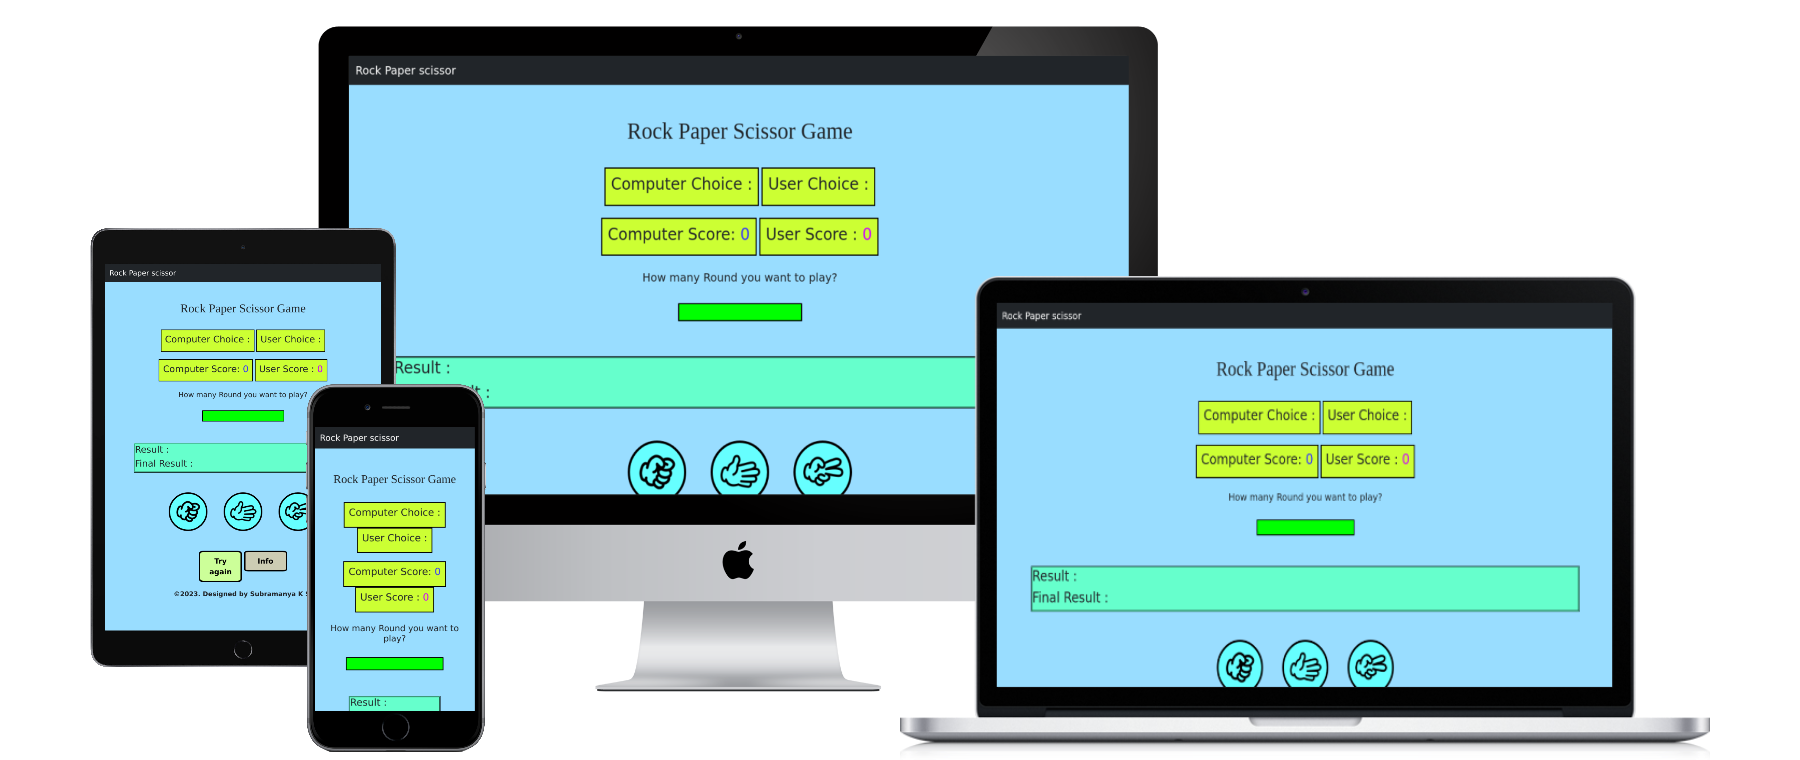 Rock Paper scissor
Rock Paper Scissor Game
Computer Choice : User Choice :
Computer Score: 0 User Score : 0
How many Round you want to play?
Result :
:
Rock Paper scissor
Rock Paper Scissor Game
Computer Choice : User Choice :
Computer Score: 0 User Score : 0
How many Round you want to play?
Result :
Final Result :
Try
again
Info
©2023. Designed by Subramanya K
Rock Paper scissor
Rock Paper Scissor Game
Computer Choice :
User Choice :
Computer Score: 0
User Score : 0
How many Round you want to
play?
Result :
Rock Paper scissor
Rock Paper Scissor Game
Computer Choice : User Choice :
Computer Score: 0 User Score : 0
How many Round you want to play?
Result :
Final Result :